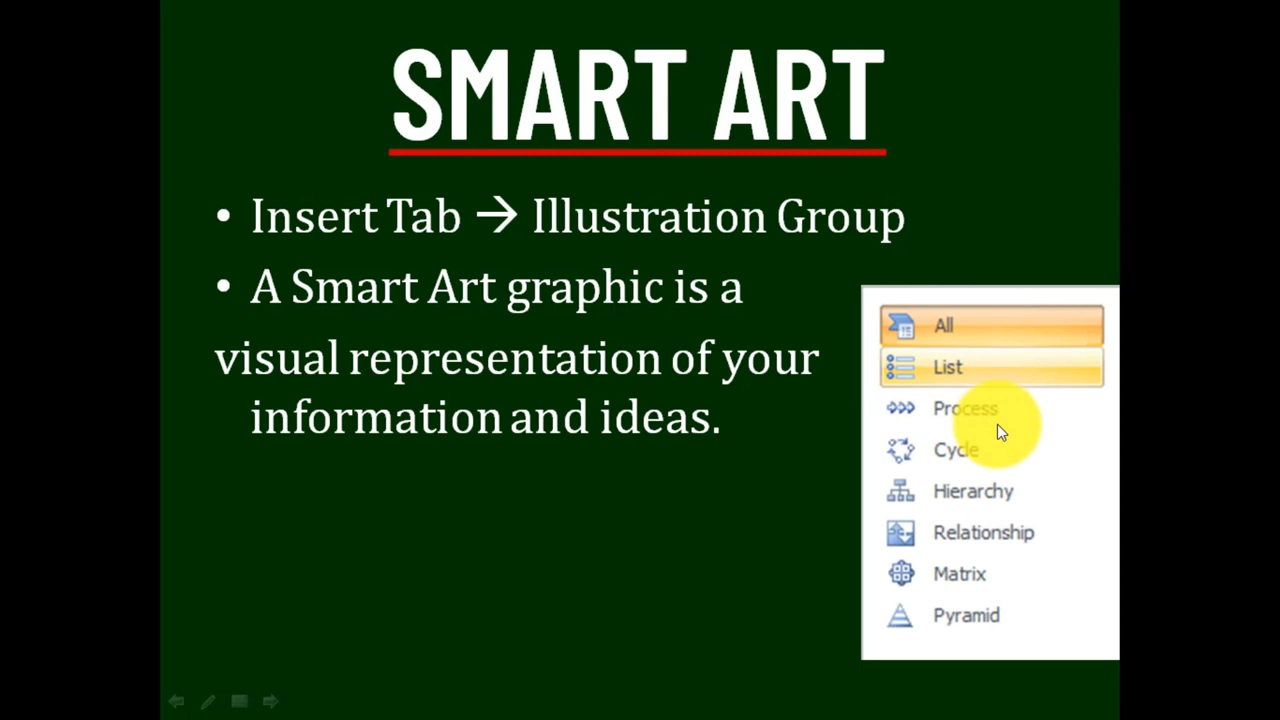 SMART ART
• Insert Tab → Illustration Group
• A Smart Art graphic is a
visual representation of your
information and ideas.
All
List
Process
Cycle
Hierarchy
Relationship
Matrix
Pyramid